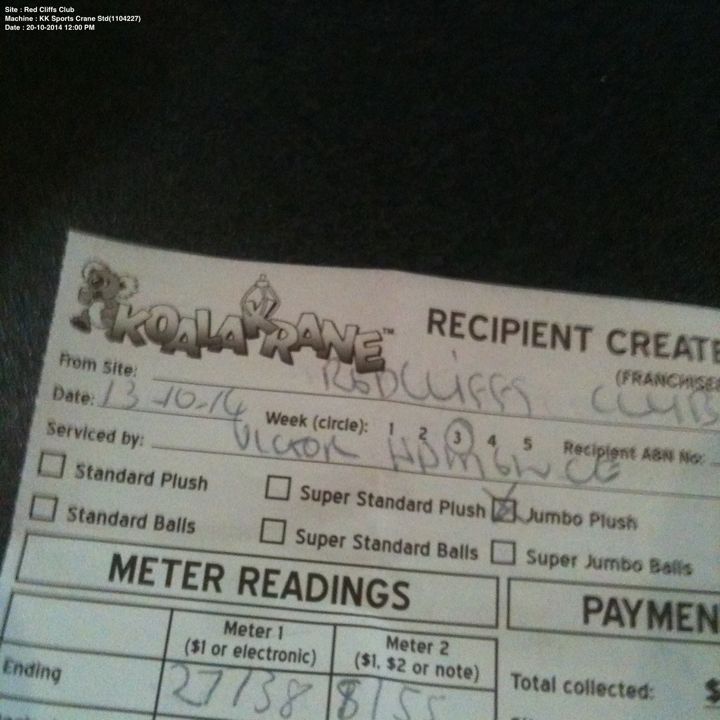 Site : Red Cliffs Club
Machine : KK Sports Crane Std(1104227)
Date : 20-10-2014 12:00 PM
KOALA KRANE™
RECIPIENT CREATE
(FRANCHISE
From Site: REDCLIFFS CLUB
Date: 13-10-14 Week (circle): 1 2 3 4 5 Recipient ABN No:
Serviced by: VICTOR
Standard Plush Super Standard Plush Jumbo Plush
Standard Balls Super Standard Balls Super Jumbo Balls
METER READINGS PAYMEN
Meter 1 Meter 2
($1 or electronic) ($1, $2 or note)
Ending 27138 8155 Total collected: $